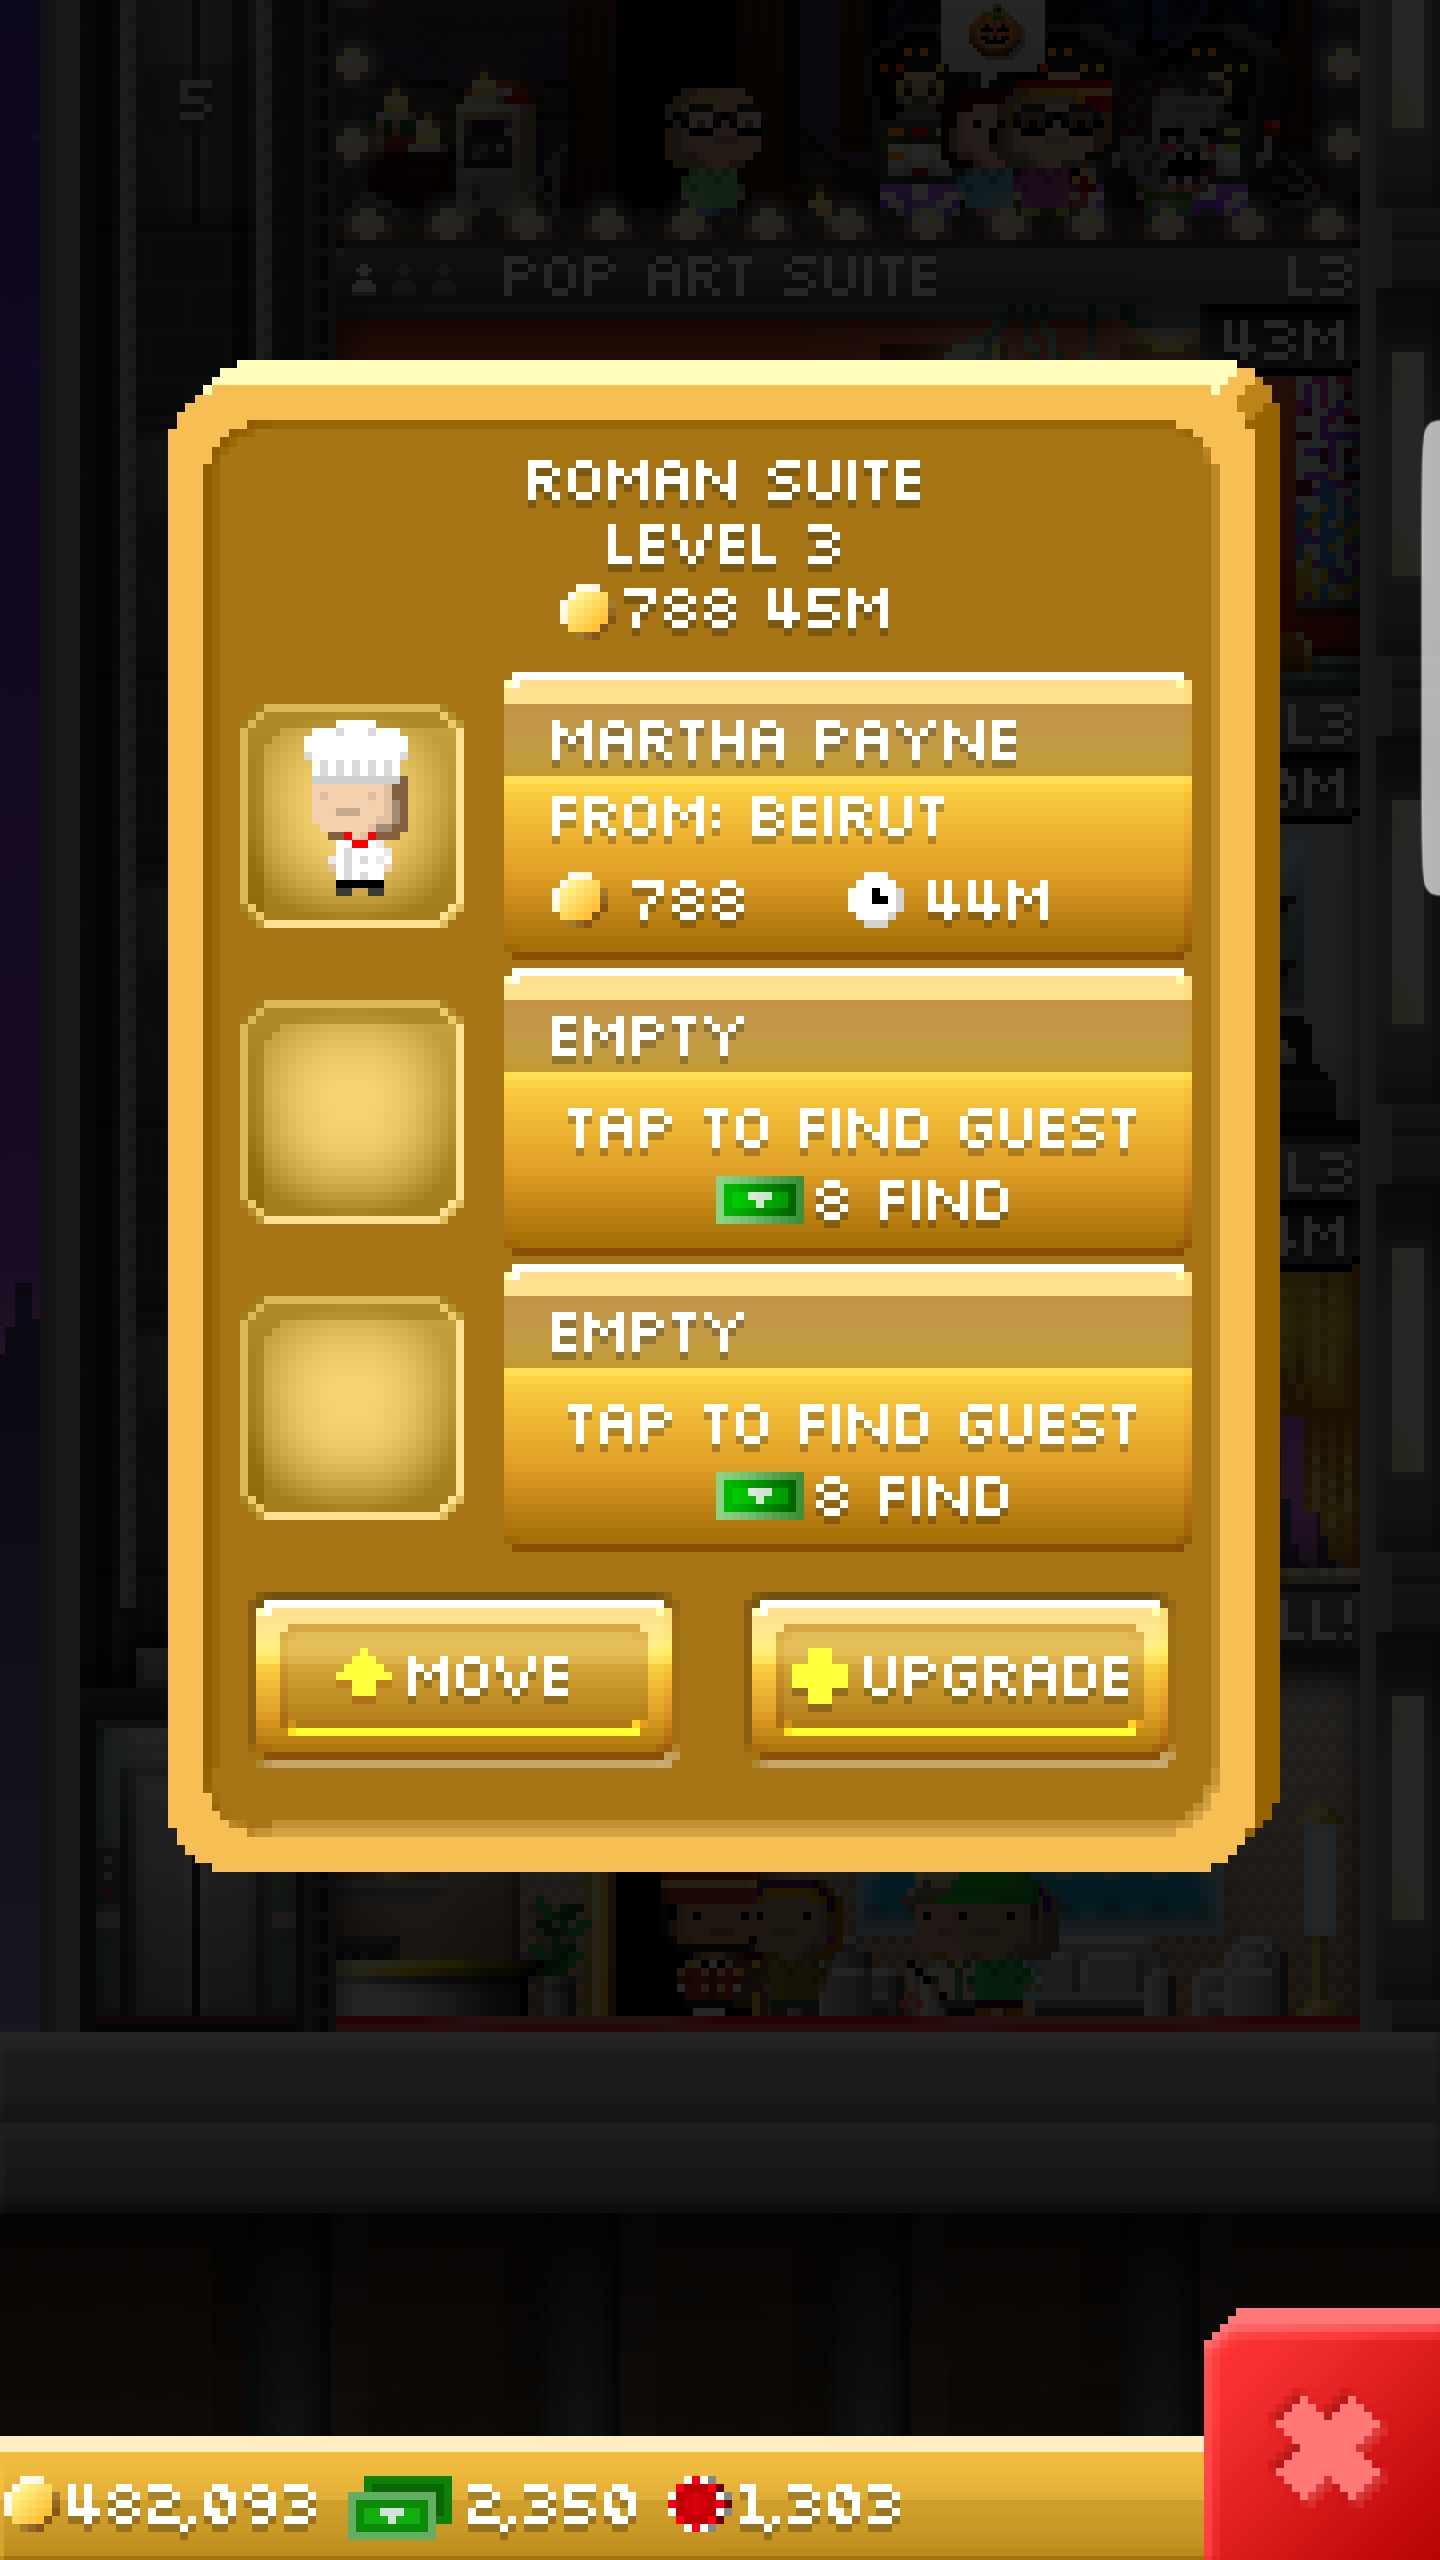 5
POP ART SUITE L3
43M
ROMAN SUITE
LEVEL 3
788 45M
L3
MARTHA PAYNE
FROM: BEIRUT
788 44M
EMPTY
TAP TO FIND GUEST
8 FIND
L3
EMPTY
TAP TO FIND GUEST
8 FIND
MOVE
UPGRADE
482,093 2,350 1,303